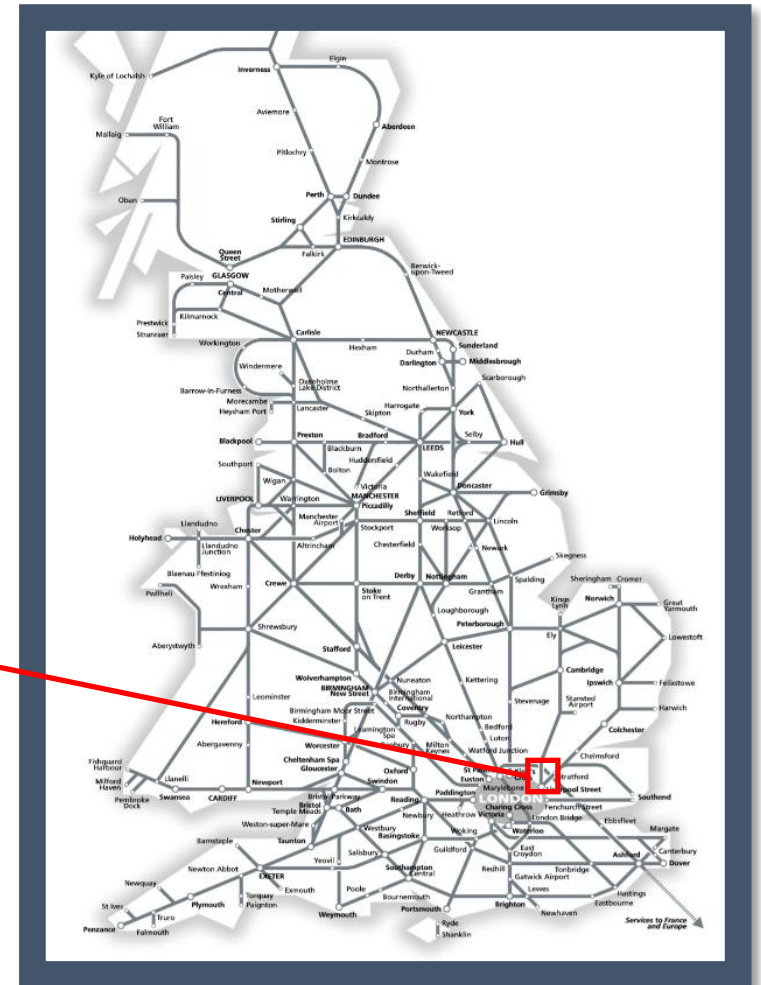 Elgin
Kyle of Lochalsh
Inverness
Aviemore
Fort
William
Aberdeen
Mallaig
Pitlochry
Montrose
Perth
Dundee
Oban
Kirkcaldy
Stirling
EDINBURGH
Queen
Street
Falkirk
Berwick-
upon-Tweed
GLASGOW
Paisley
Central
Motherwell
Kilmarnock
Prestwick
Stranraer
Carlisle
NEWCASTLE
Workington
Hexham
Sunderland
Durham
Darlington
Middlesbrough
Windermere
Scarborough
Oxenholme
Lake District
Barrow-in-Furness
Northallerton
Morecambe
Heysham Port
Lancaster
Harrogate
Skipton
York
Blackpool
Preston
Bradford
Selby
Hull
Blackburn
LEEDS
Huddersfield
Southport
Bolton
Wakefield
Wigan
Victoria
Doncaster
Grimsby
LIVERPOOL
Warrington
MANCHESTER
Piccadilly
Manchester
Airport
Sheffield
Retford
Lincoln
Llandudno
Stockport
Worksop
Holyhead
Chester
Llandudno
Junction
Altrincham
Chesterfield
Newark
Skegness
Blaenau Ffestiniog
Wrexham
Crewe
Derby
Nottingham
Spalding
Sheringham
Cromer
Pwllheli
Stoke
on Trent
Grantham
Kings
Lynn
Norwich
Great
Yarmouth
Loughborough
Shrewsbury
Peterborough
Ely
Lowestoft
Aberystwyth
Stafford
Leicester
Cambridge
Wolverhampton
Nuneaton
Kettering
Ipswich
Felixstowe
BIRMINGHAM
New Street
Birmingham
International
Leominster
Stevenage
Stansted
Airport
Harwich
Birmingham Moor Street
Coventry
Kidderminster
Rugby
Northampton
Colchester
Hereford
Leamington
Spa
Bedford
Worcester
Banbury
Milton
Keynes
Luton
Abergavenny
Watford Junction
Chelmsford
Fishguard
Harbour
Cheltenham Spa
Gloucester
Oxford
St Pancras
Euston
Stratford
Milford
Haven
Llanelli
Swindon
Marylebone
Liverpool Street
Newport
Paddington
Southend
Pembroke
Dock
Swansea
CARDIFF
Bristol Parkway
Reading
LONDON
Fenchurch Street
Bristol
Temple Meads
Bath
Charing Cross
Ebbsfleet
Newbury
Heathrow
Victoria
London Bridge
Weston-super-Mare
Westbury
Basingstoke
Woking
Waterloo
Margate
Barnstaple
Taunton
Salisbury
Guildford
East
Croydon
Canterbury
Yeovil
Ashford
Dover
Newton Abbot
Southampton
Central
Redhill
Tonbridge
EXETER
Gatwick Airport
Newquay
Exmouth
Poole
Lewes
Hastings
Torquay
Paignton
Bournemouth
Eastbourne
St Ives
Plymouth
Portsmouth
Brighton
Newhaven
Weymouth
Truro
Penzance
Falmouth
Ryde
Shanklin
Services to France
and Europe